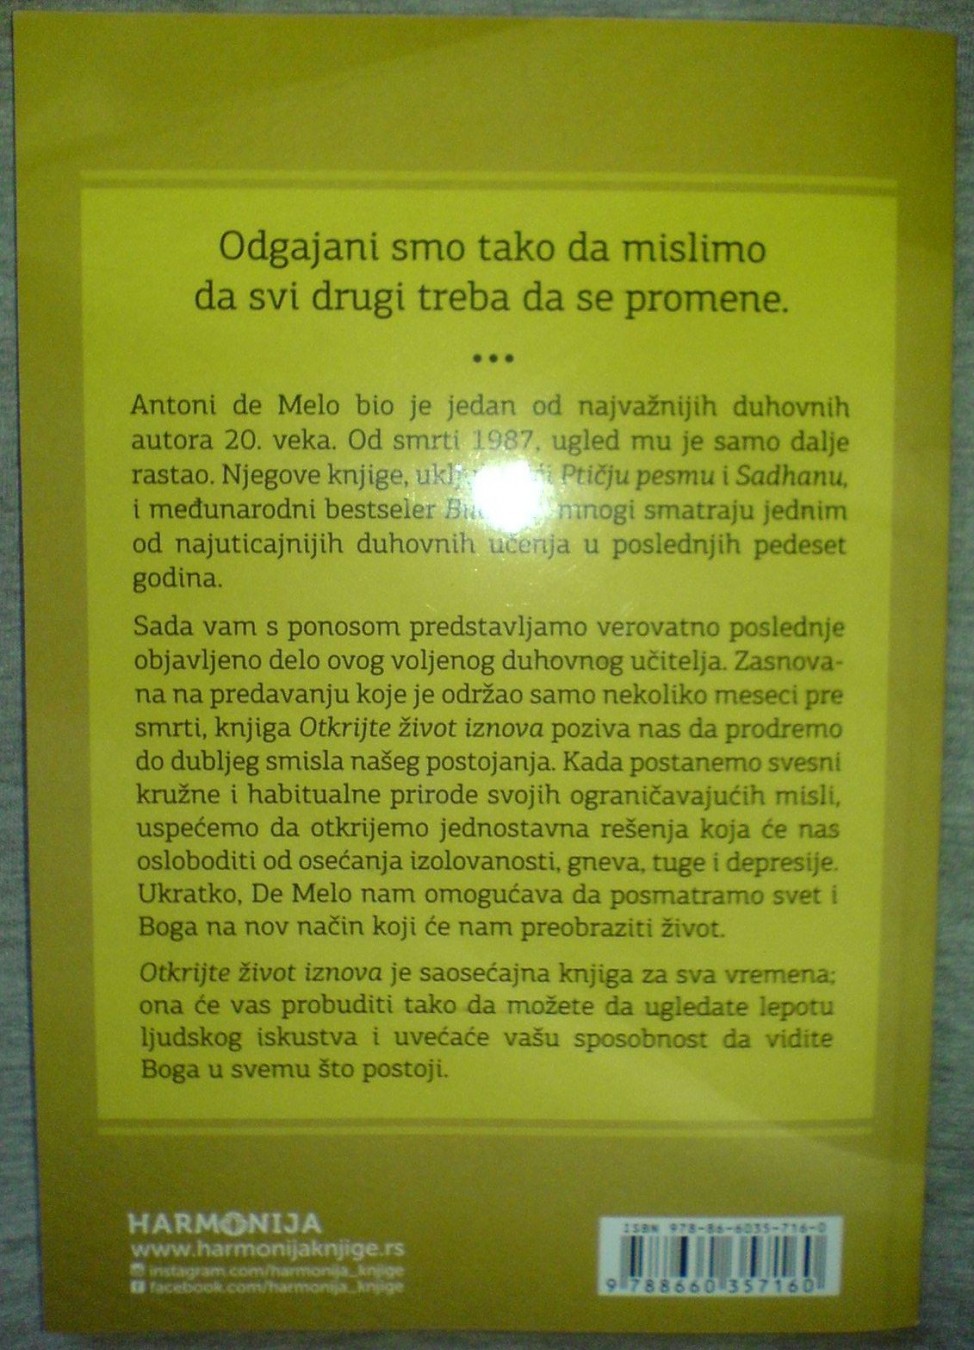 Odgajani smo tako da mislimo
da svi drugi treba da se promene.
•••
Antoni de Melo bio je jedan od najvažnijih duhovnih
autora 20. veka. Od smrti 1987, ugled mu je samo dalje
rastao. Njegove knjige, Ptičju pesmu i Sadhanu,
i međunarodni bestseler mnogi smatraju jednim
od najuticajnijih duhovnih učenja u poslednjih pedeset
godina.
Sada vam s ponosom predstavljamo verovatno poslednje
objavljeno delo ovog voljenog duhovnog učitelja. Zasnova-
na na predavanju koje je održao samo nekoliko meseci pre
smrti, knjiga Otkrijte život iznova poziva nas da prodremo
do dubljeg smisla našeg postojanja. Kada postanemo svesni
kružne i habitualne prirode svojih ograničavajućih misli,
uspećemo da otkrijemo jednostavna rešenja koja će nas
osloboditi od osećanja izolovanosti, gneva, tuge i depresije.
Ukratko, De Melo nam omogućava da posmatramo svet i
Boga na nov način koji će nam preobraziti život.
Otkrijte život iznova je saosećajna knjiga za sva vremena;
ona će vas probuditi tako da možete da ugledate lepotu
ljudskog iskustva i uvećaće vašu sposobnost da vidite
Boga u svemu što postoji.
HARMONIJA
www.harmonijaknjige.rs
instagram.com/harmonija_knjige
facebook.com/harmonija_knjige
ISBN 978-86-6035-716-0
9 788660 357160